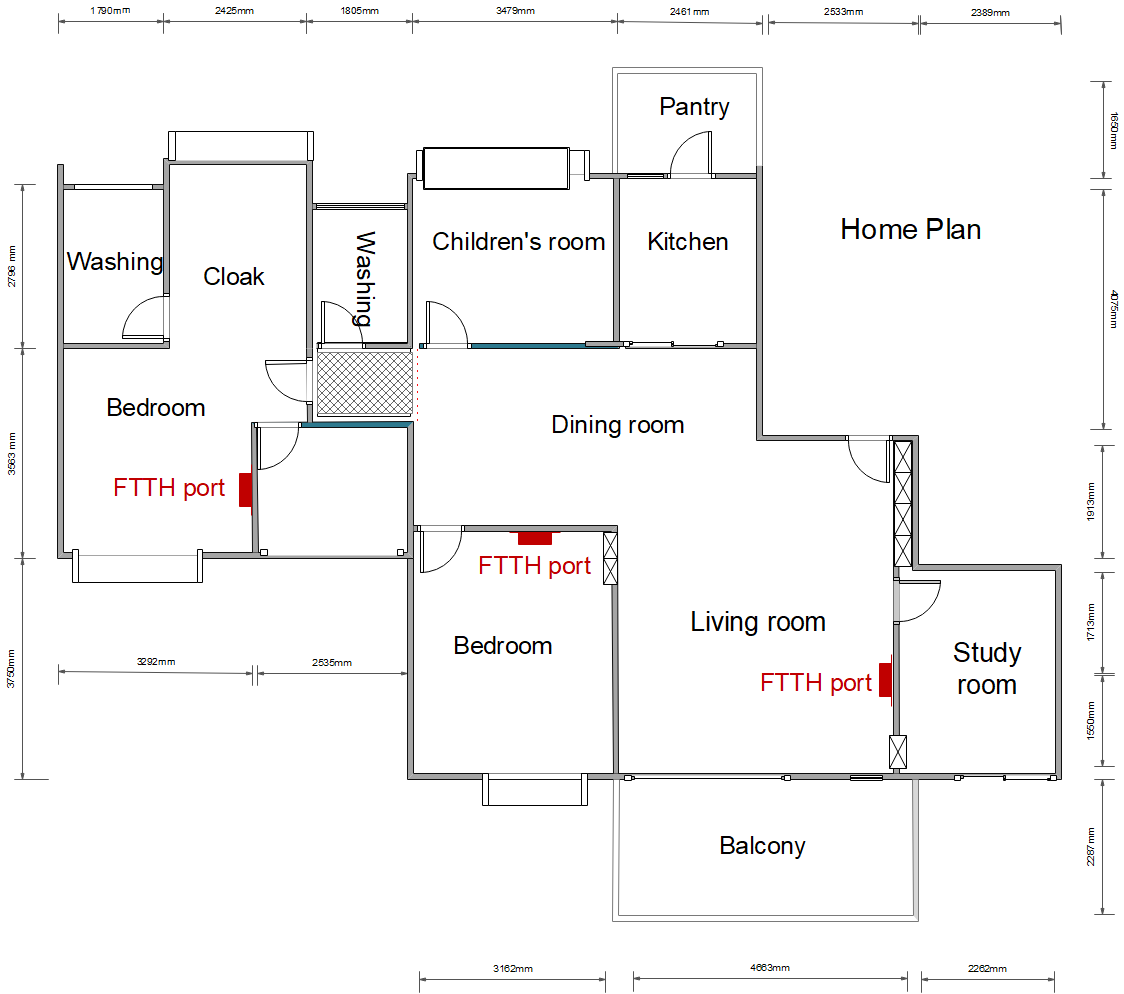 1790mm
2425mm
1805mm
3479mm
2461mm
2533mm
2389mm
Pantry
1650mm
Home Plan
Washing
Cloak
Washing
Children's room
Kitchen
2796 mm
4075mm
Bedroom
Dining room
3563 mm
FTTH port
1913mm
FTTH port
Bedroom
Living room
Study
room
1713mm
FTTH port
3292mm
2535mm
3750mm
1550mm
Balcony
2287mm
3162mm
4663mm
2262mm